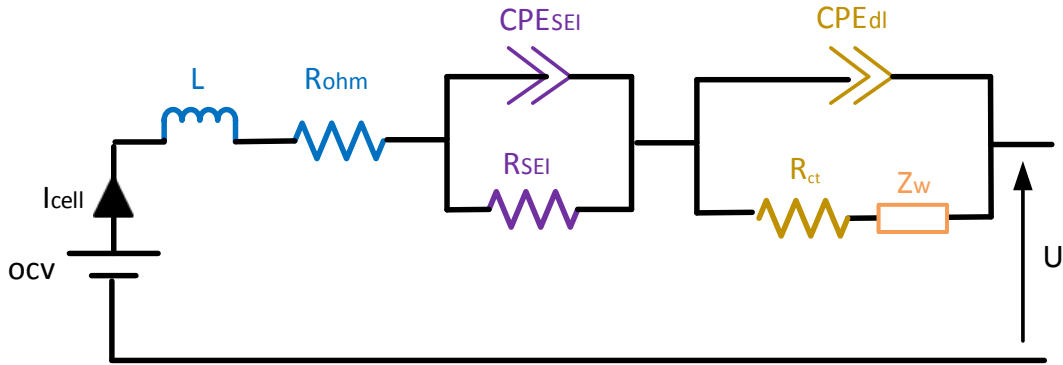 CPESEI
CPEdl
L
Rohm
RSEI
Rct
Zw
Icell
ocv
U